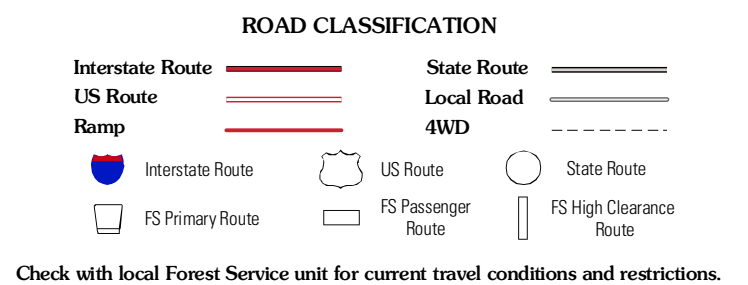 ROAD CLASSIFICATION
Interstate Route
State Route
US Route
Local Road
Ramp
4WD
Interstate Route
US Route
State Route
FS Primary Route
FS Passenger
Route
FS High Clearance
Route
Check with local Forest Service unit for current travel conditions and restrictions.